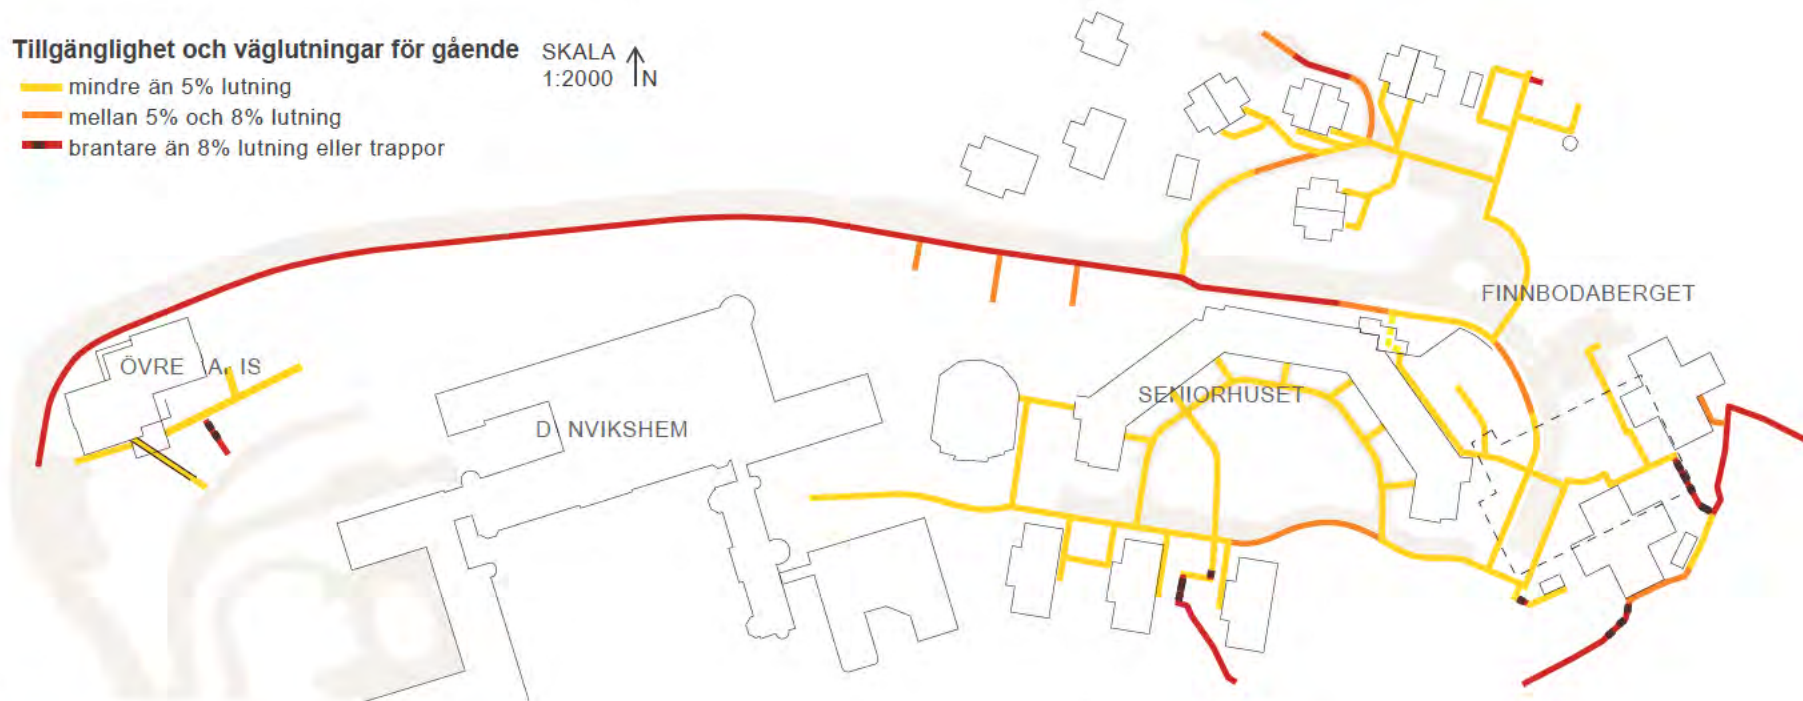 Tillgänglighet och väglutningar för gående
SKALA
1:2000
N
mindre än 5% lutning
mellan 5% och 8% lutning
brantare än 8% lutning eller trappor
FINNBODABERGET
ÖVRE
SENIORHUSET